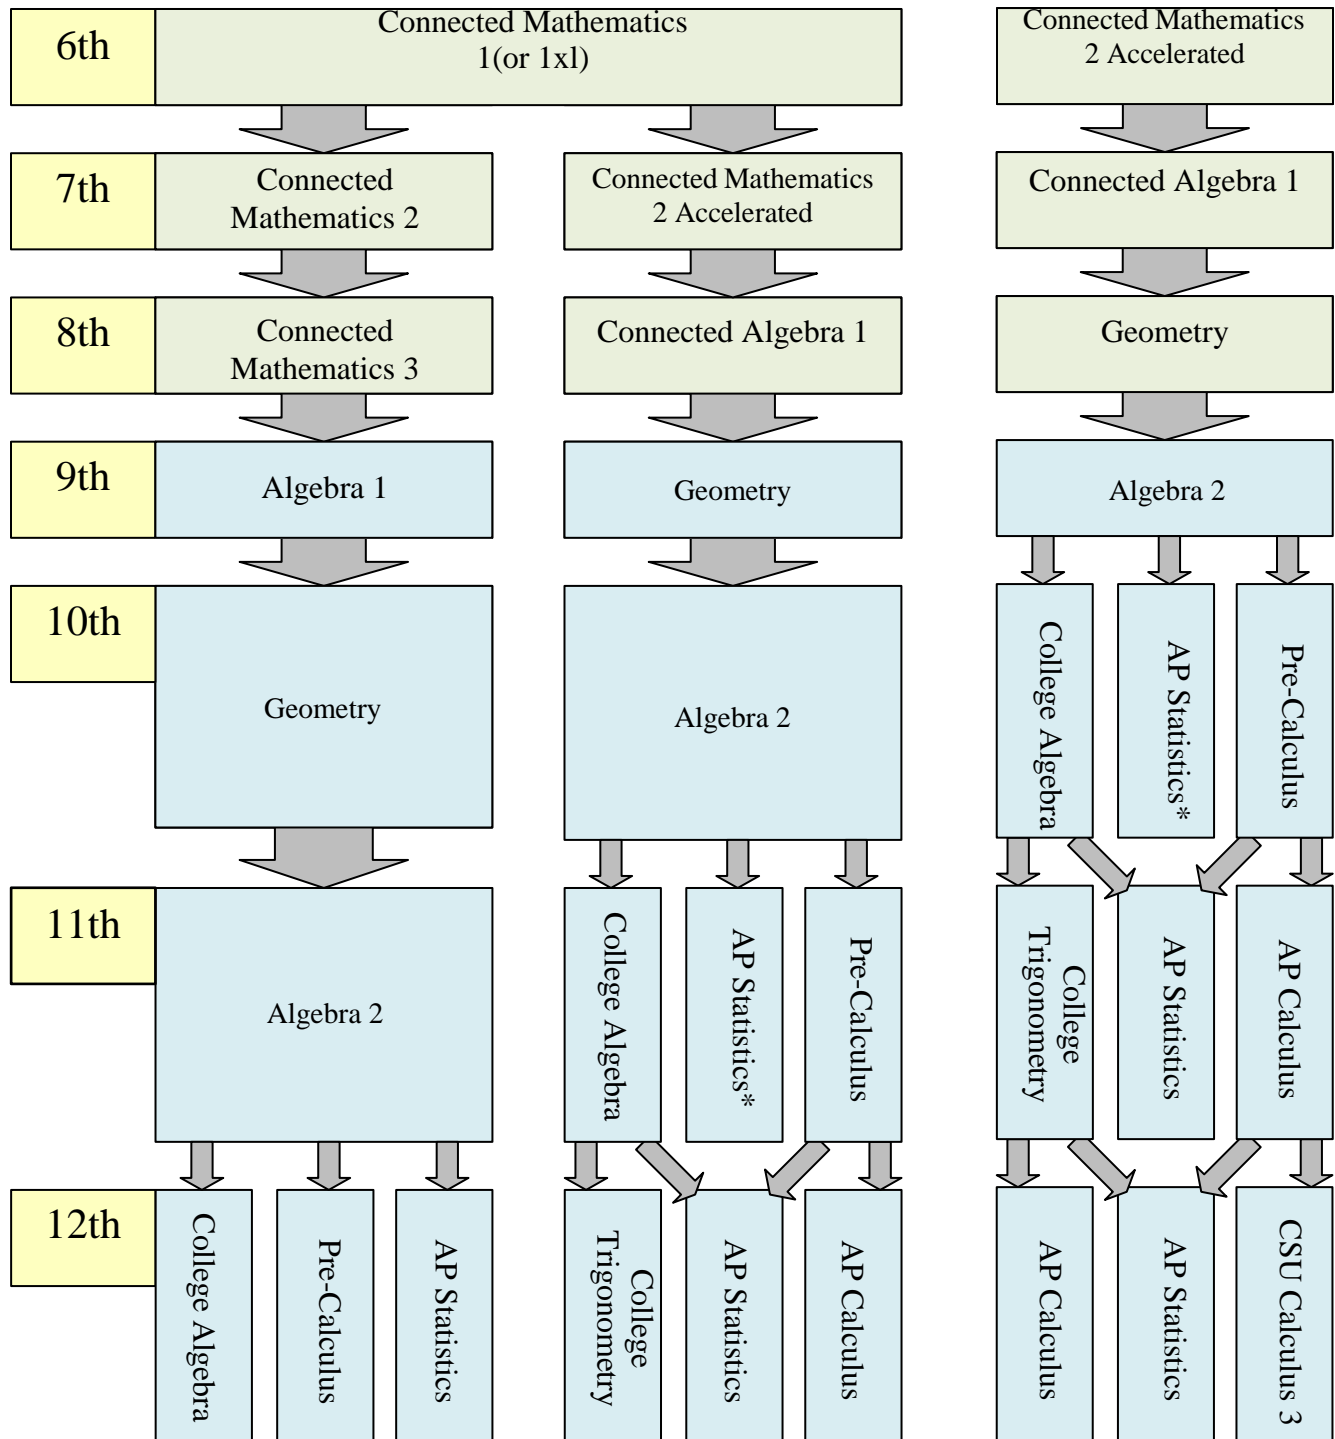 6th
Connected Mathematics
1(or 1xl)
Connected Mathematics
2 Accelerated
7th
Connected
Mathematics 2
Connected Mathematics
2 Accelerated
Connected Algebra 1
8th
Connected
Mathematics 3
Connected Algebra 1
Geometry
9th
Algebra 1
Geometry
Algebra 2
10th
Geometry
Algebra 2
College Algebra
AP Statistics*
Pre-Calculus
11th
Algebra 2
College Algebra
AP Statistics*
Pre-Calculus
College
Trigonometry
AP Statistics
AP Calculus
12th
College Algebra
Pre-Calculus
AP Statistics
College
Trigonometry
AP Statistics
AP Calculus
AP Calculus
AP Statistics
CSU Calculus 3